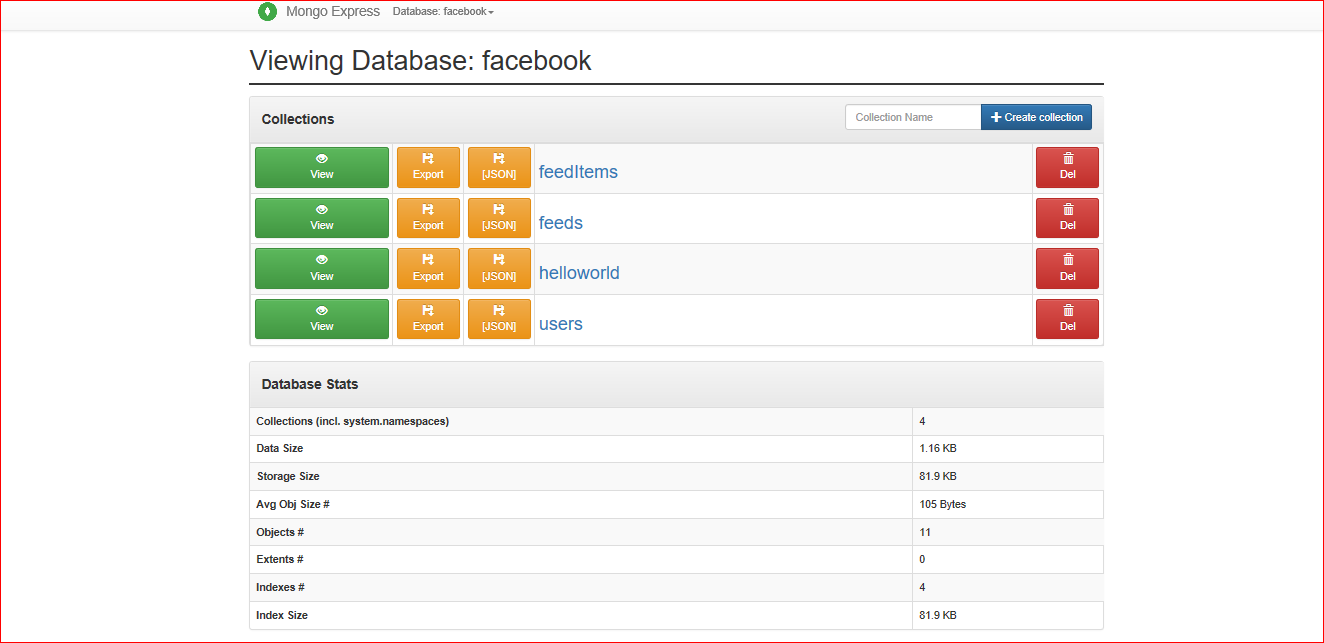 Mongo Express Database: facebook
Viewing Database: facebook
Collections
Collection Name
Create collection
View Export [JSON] feedItems Del
View Export [JSON] feeds Del
View Export [JSON] helloworld Del
View Export [JSON] users Del
Database Stats
Collections (incl. system.namespaces) 4
Data Size 1.16 KB
Storage Size 81.9 KB
Avg Obj Size # 105 Bytes
Objects # 11
Extents # 0
Indexes # 4
Index Size 81.9 KB